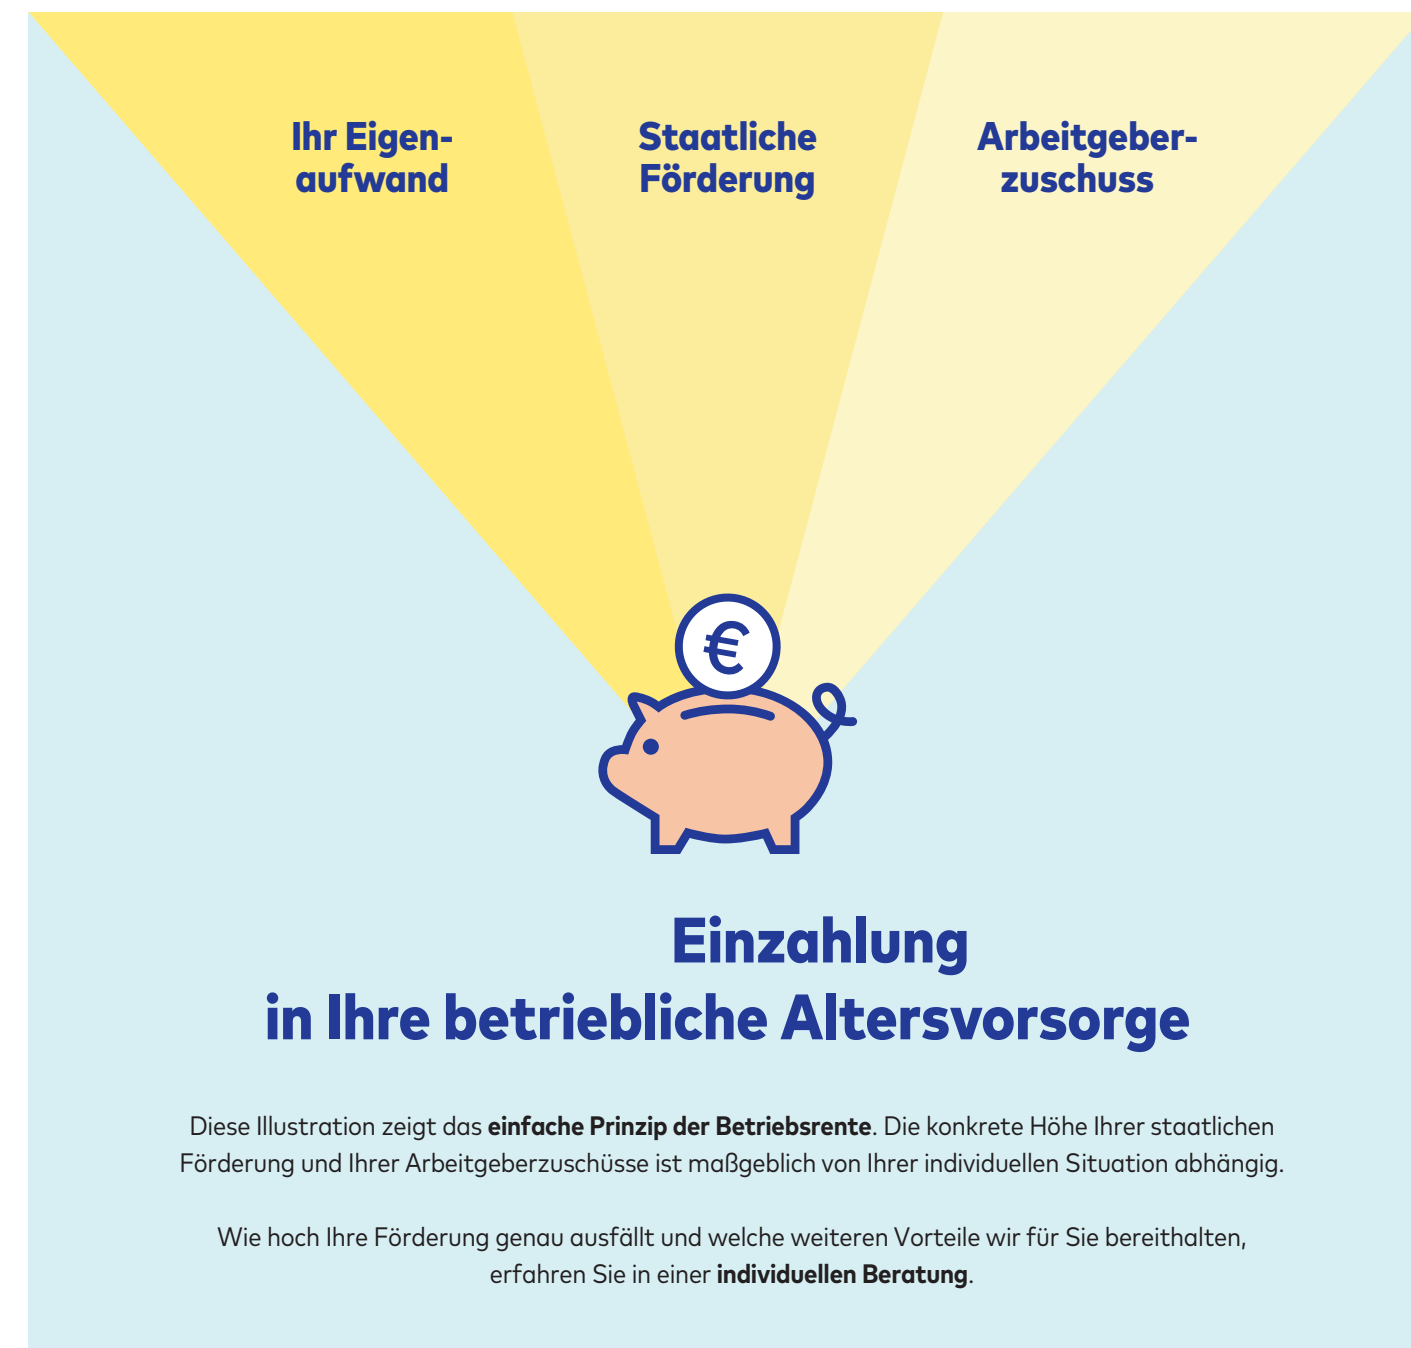 Ihr Eigen-
aufwand
Staatliche
Förderung
Arbeitgeber-
zuschuss
€
Einzahlung
in Ihre betriebliche Altersvorsorge
Diese Illustration zeigt das einfache Prinzip der Betriebsrente. Die konkrete Höhe Ihrer staatlichen
Förderung und Ihrer Arbeitgeberzuschüsse ist maßgeblich von Ihrer individuellen Situation abhängig.
Wie hoch Ihre Förderung genau ausfällt und welche weiteren Vorteile wir für Sie bereithalten,
erfahren Sie in einer individuellen Beratung.